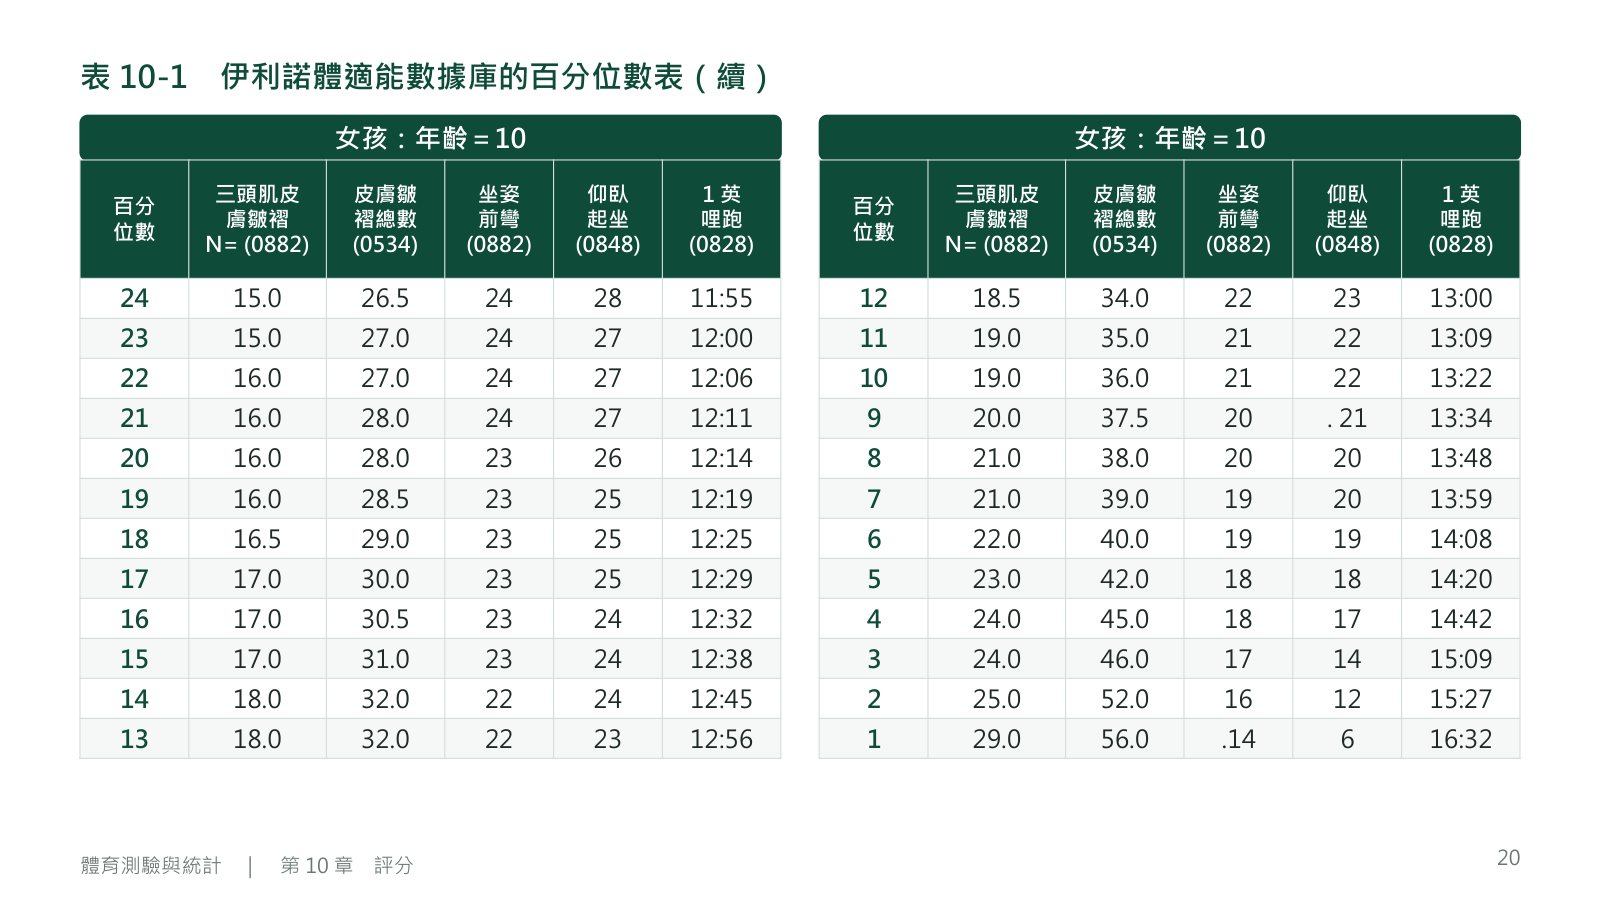 表 10-1　伊利諾體適能數據庫的百分位數表（續）
女孩：年齡＝10
百分位數 三頭肌皮膚皺褶 N= (0882) 皮膚皺褶總數 (0534) 坐姿前彎 (0882) 仰臥起坐 (0848) 1 英哩跑 (0828)
24 15.0 26.5 24 28 11:55
23 15.0 27.0 24 27 12:00
22 16.0 27.0 24 27 12:06
21 16.0 28.0 24 27 12:11
20 16.0 28.0 23 26 12:14
19 16.0 28.5 23 25 12:19
18 16.5 29.0 23 25 12:25
17 17.0 30.0 23 25 12:29
16 17.0 30.5 23 24 12:32
15 17.0 31.0 23 24 12:38
14 18.0 32.0 22 24 12:45
13 18.0 32.0 22 23 12:56
女孩：年齡＝10
百分位數 三頭肌皮膚皺褶 N= (0882) 皮膚皺褶總數 (0534) 坐姿前彎 (0882) 仰臥起坐 (0848) 1 英哩跑 (0828)
12 18.5 34.0 22 23 13:00
11 19.0 35.0 21 22 13:09
10 19.0 36.0 21 22 13:22
9 20.0 37.5 20 . 21 13:34
8 21.0 38.0 20 20 13:48
7 21.0 39.0 19 20 13:59
6 22.0 40.0 19 19 14:08
5 23.0 42.0 18 18 14:20
4 24.0 45.0 18 17 14:42
3 24.0 46.0 17 14 15:09
2 25.0 52.0 16 12 15:27
1 29.0 56.0 .14 6 16:32
體育測驗與統計　|　第 10 章　評分
20